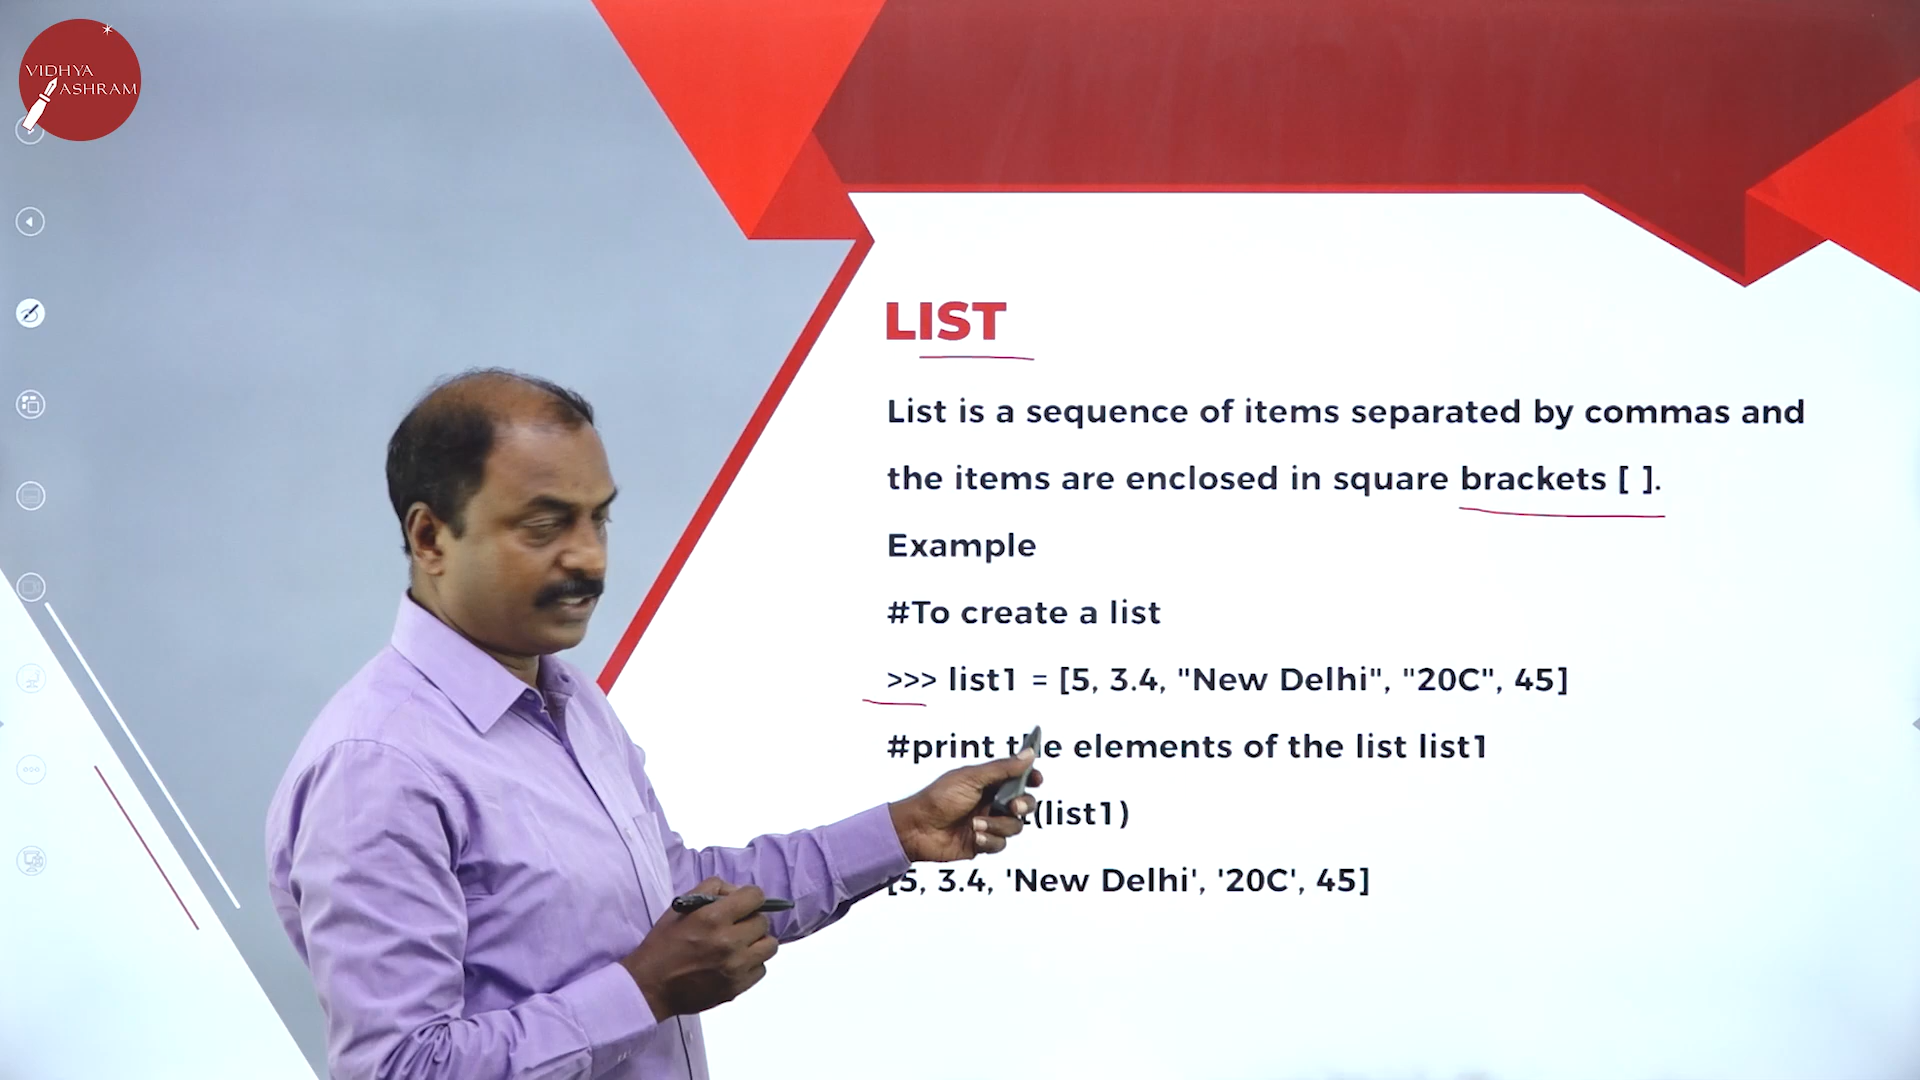 VIDHYA
ASHRAM
LIST
List is a sequence of items separated by commas and
the items are enclosed in square brackets [ ].
Example
#To create a list
>>> list1 = [5, 3.4, "New Delhi", "20C", 45]
#print the elements of the list list1
t(list1)
[5, 3.4, 'New Delhi', '20C', 45]